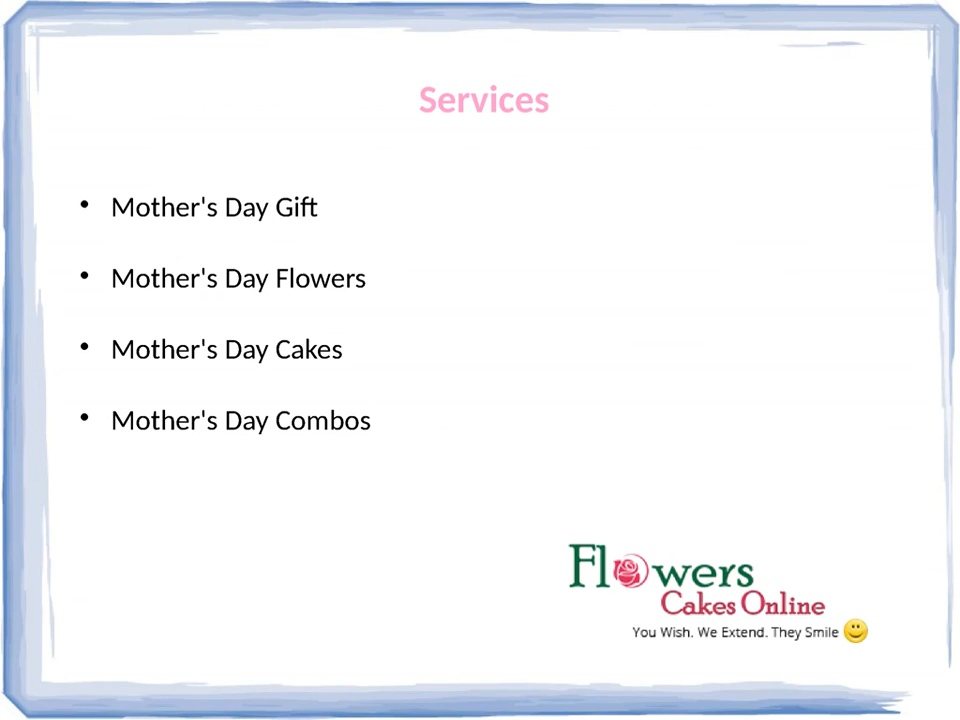 Services
• Mother's Day Gift
• Mother's Day Flowers
• Mother's Day Cakes
• Mother's Day Combos
Flowers
Cakes Online
You Wish. We Extend. They Smile